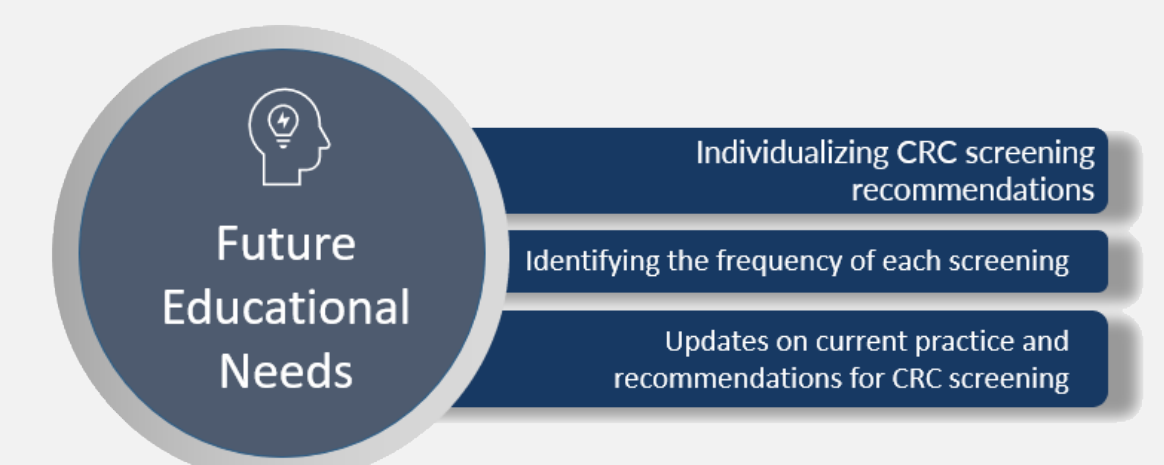 Future
Educational
Needs
Individualizing CRC screening
recommendations
Identifying the frequency of each screening
Updates on current practice and
recommendations for CRC screening